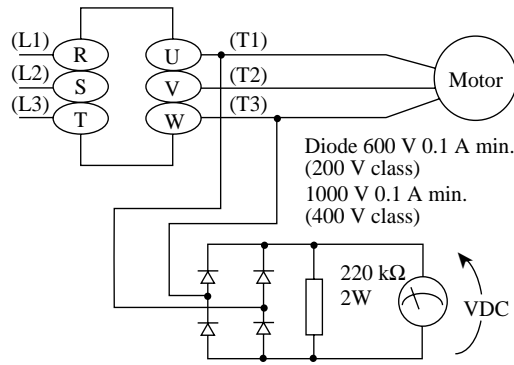 (L1) R U (T1)
(L2) S V (T2) Motor
(L3) T W (T3)
Diode 600 V 0.1 A min.
(200 V class)
1000 V 0.1 A min.
(400 V class)
220 kΩ
2W
VDC